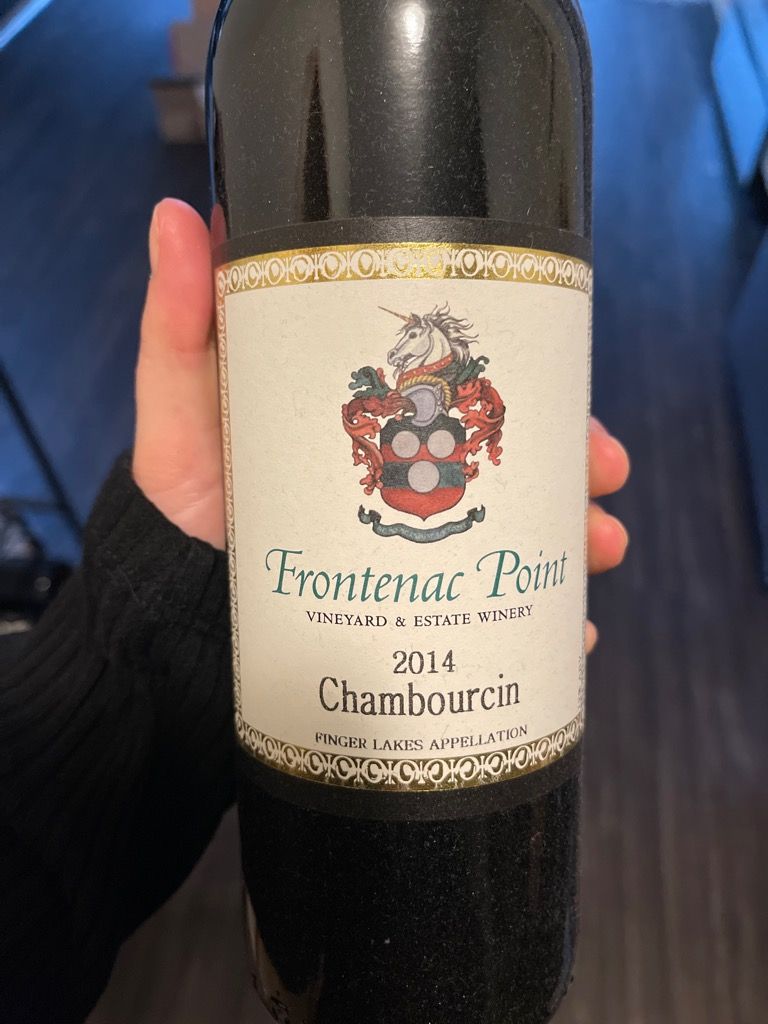 Frontenac Point
VINEYARD & ESTATE WINERY
2014
Chambourcin
FINGER LAKES APPELLATION